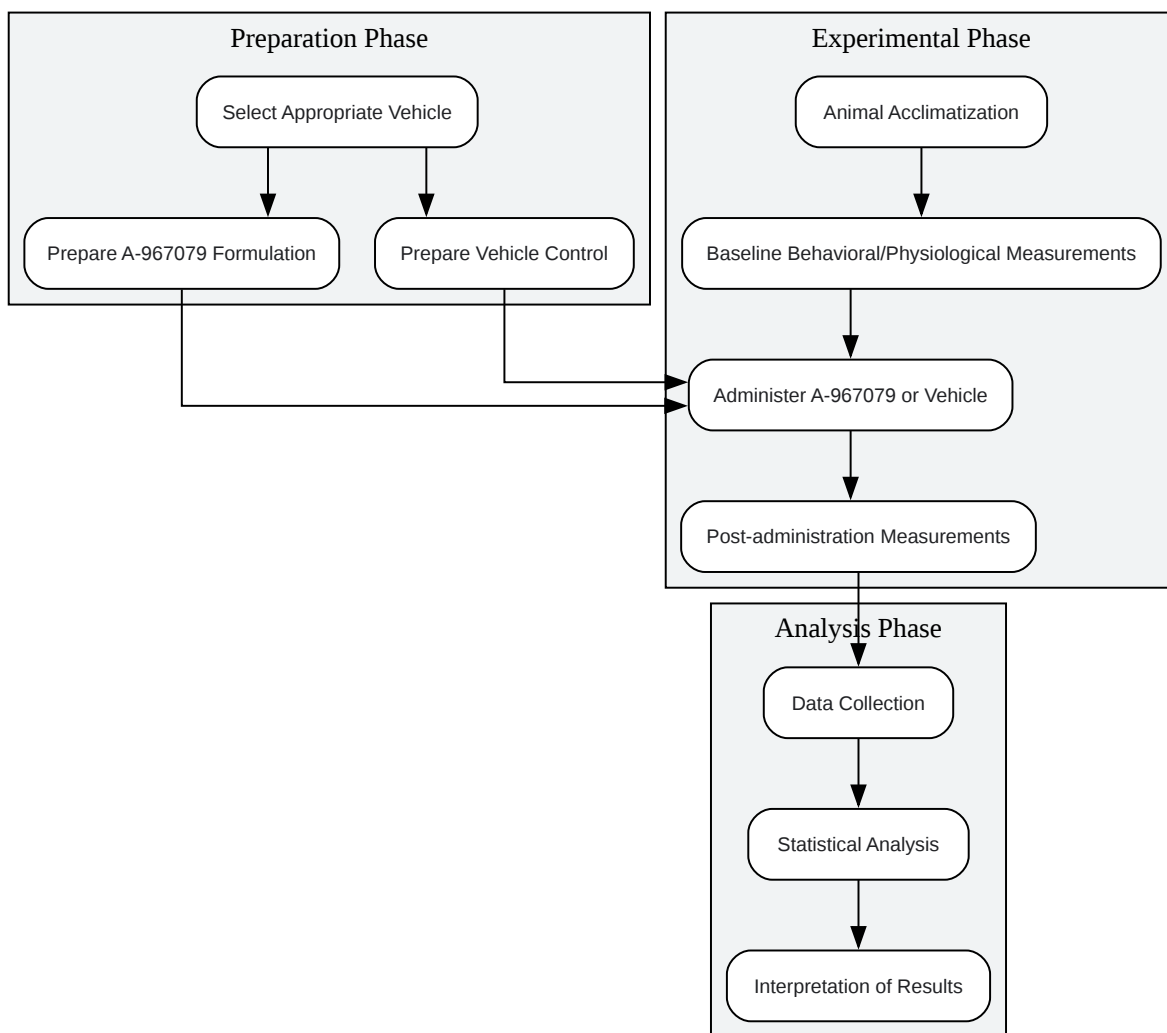 Preparation Phase
Select Appropriate Vehicle
Prepare A-967079 Formulation
Prepare Vehicle Control
Experimental Phase
Animal Acclimatization
Baseline Behavioral/Physiological Measurements
Administer A-967079 or Vehicle
Post-administration Measurements
Analysis Phase
Data Collection
Statistical Analysis
Interpretation of Results